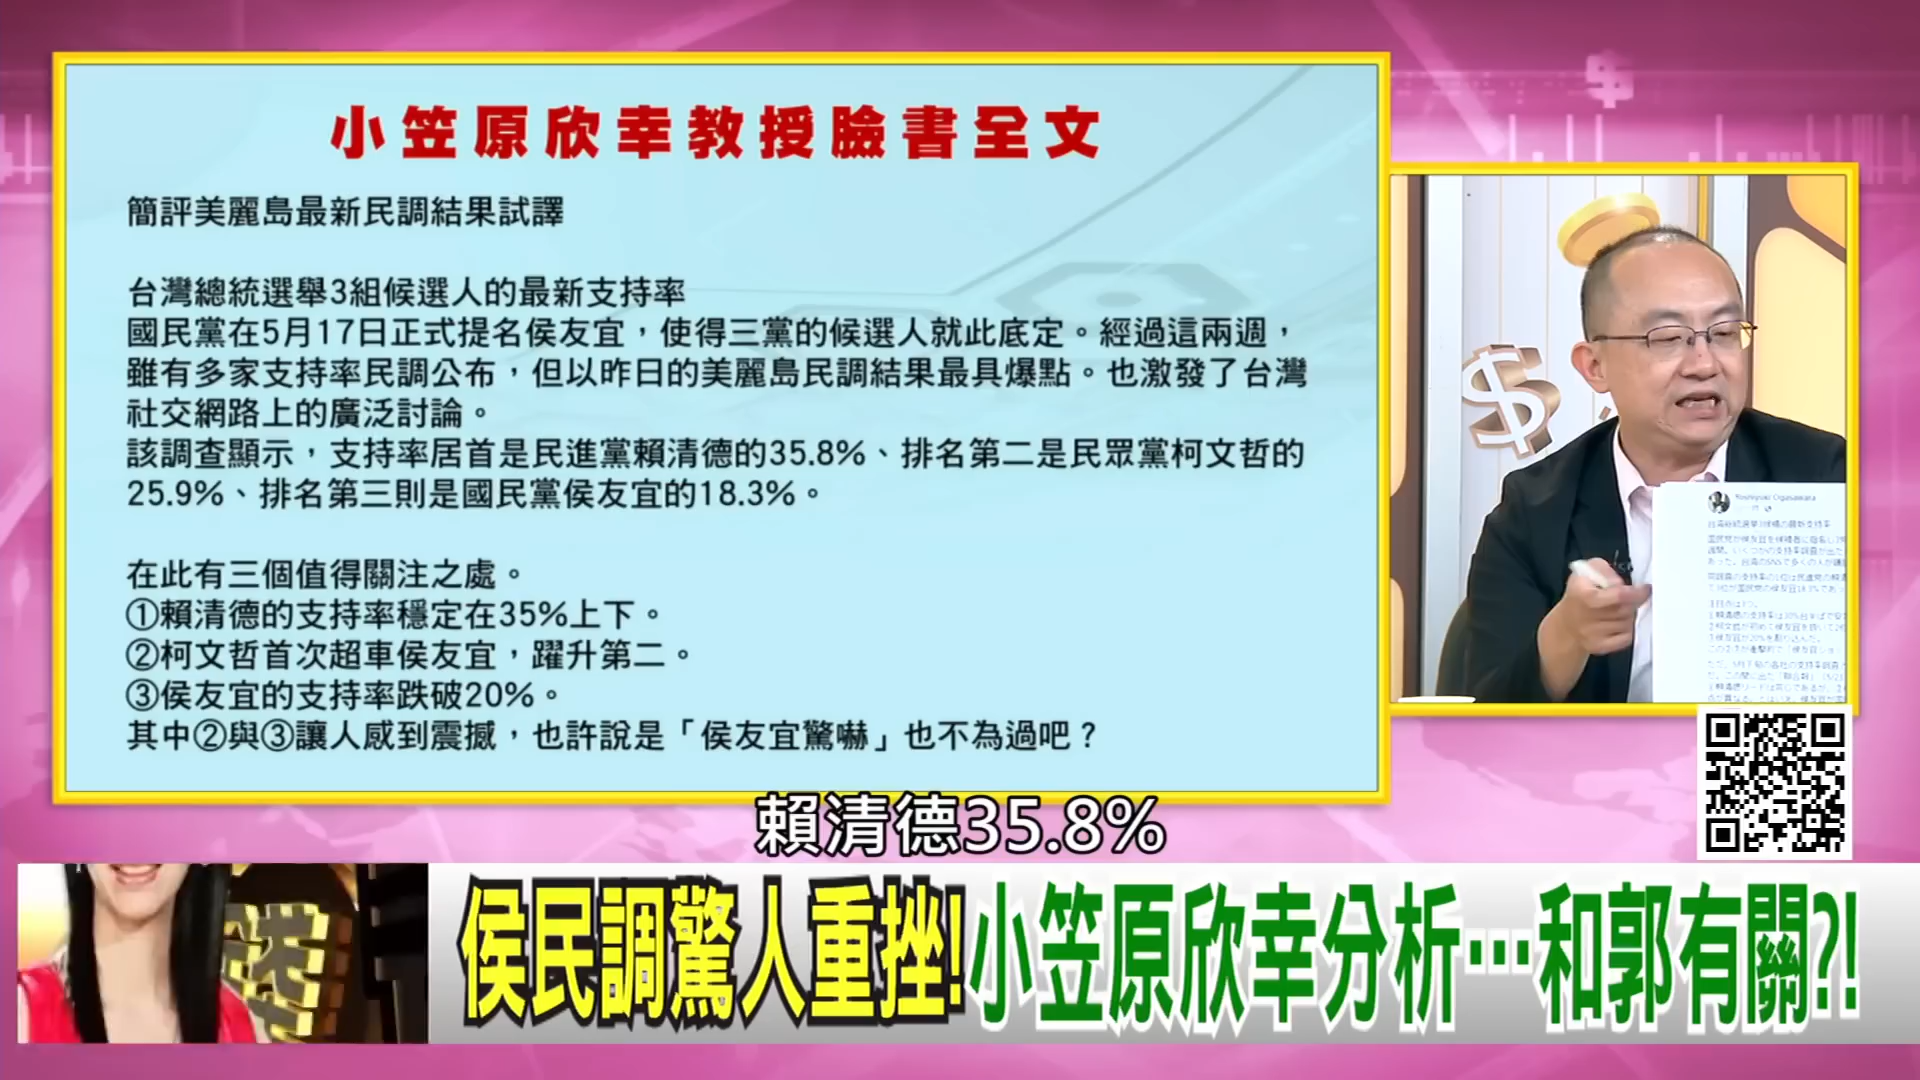 小笠原欣幸教授臉書全文
簡評美麗島最新民調結果試譯
台灣總統選舉3組候選人的最新支持率
國民黨在5月17日正式提名侯友宜，使得三黨的候選人就此底定。經過這兩週，
雖有多家支持率民調公布，但以昨日的美麗島民調結果最具爆點。也激發了台灣
社交網路上的廣泛討論。
該調查顯示，支持率居首是民進黨賴清德的35.8%、排名第二是民眾黨柯文哲的
25.9%、排名第三則是國民黨侯友宜的18.3%。
在此有三個值得關注之處。
①賴清德的支持率穩定在35%上下。
②柯文哲首次超車侯友宜，躍升第二。
③侯友宜的支持率跌破20%。
其中②與③讓人感到震撼，也許說是「侯友宜驚嚇」也不為過吧？
Yoshiyuki Ogasawara
賴清德35.8%
侯民調驚人重挫!小笠原欣幸分析…和郭有關?!